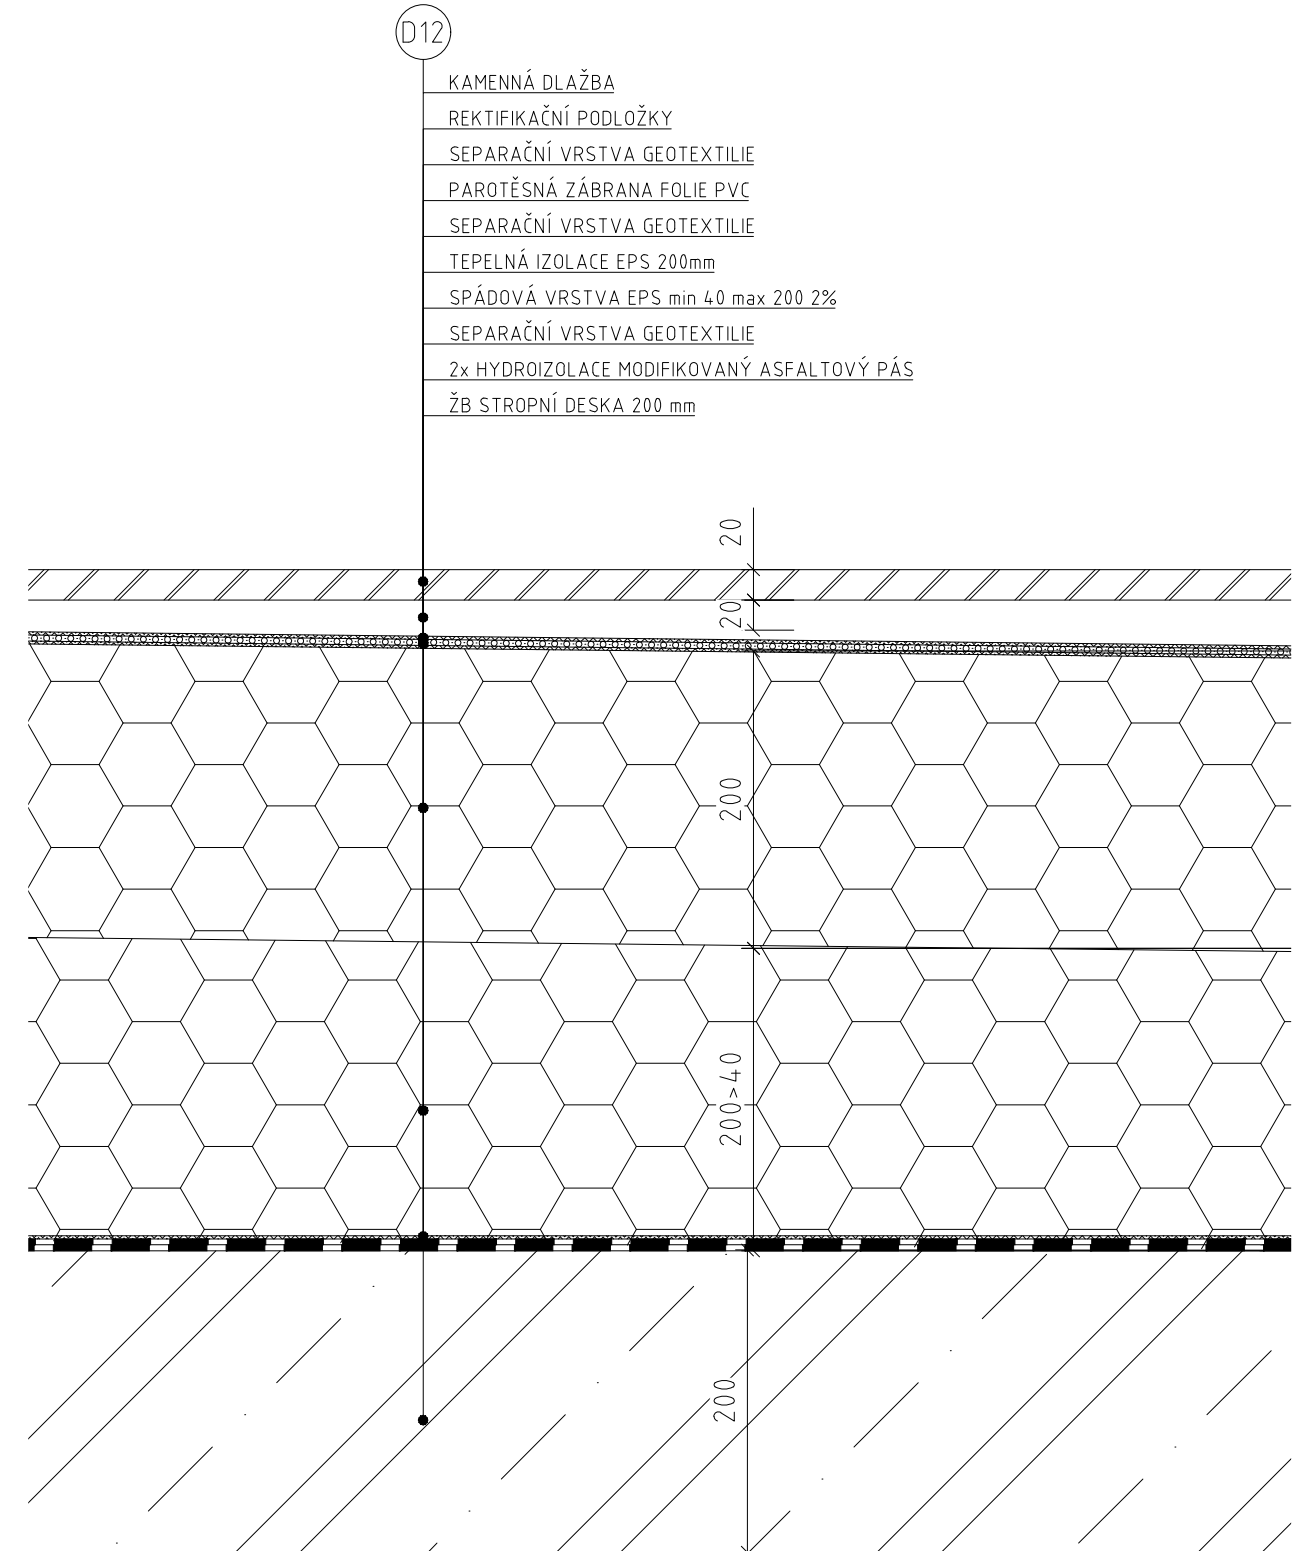 D12
KAMENNÁ DLAŽBA
REKTIFIKAČNÍ PODLOŽKY
SEPARAČNÍ VRSTVA GEOTEXTILIE
PAROTĚSNÁ ZÁBRANA FOLIE PVC
SEPARAČNÍ VRSTVA GEOTEXTILIE
TEPELNÁ IZOLACE EPS 200mm
SPÁDOVÁ VRSTVA EPS min 40 max 200 2%
SEPARAČNÍ VRSTVA GEOTEXTILIE
2x HYDROIZOLACE MODIFIKOVANÝ ASFALTOVÝ PÁS
ŽB STROPNÍ DESKA 200 mm
20
20
200
200>40
200